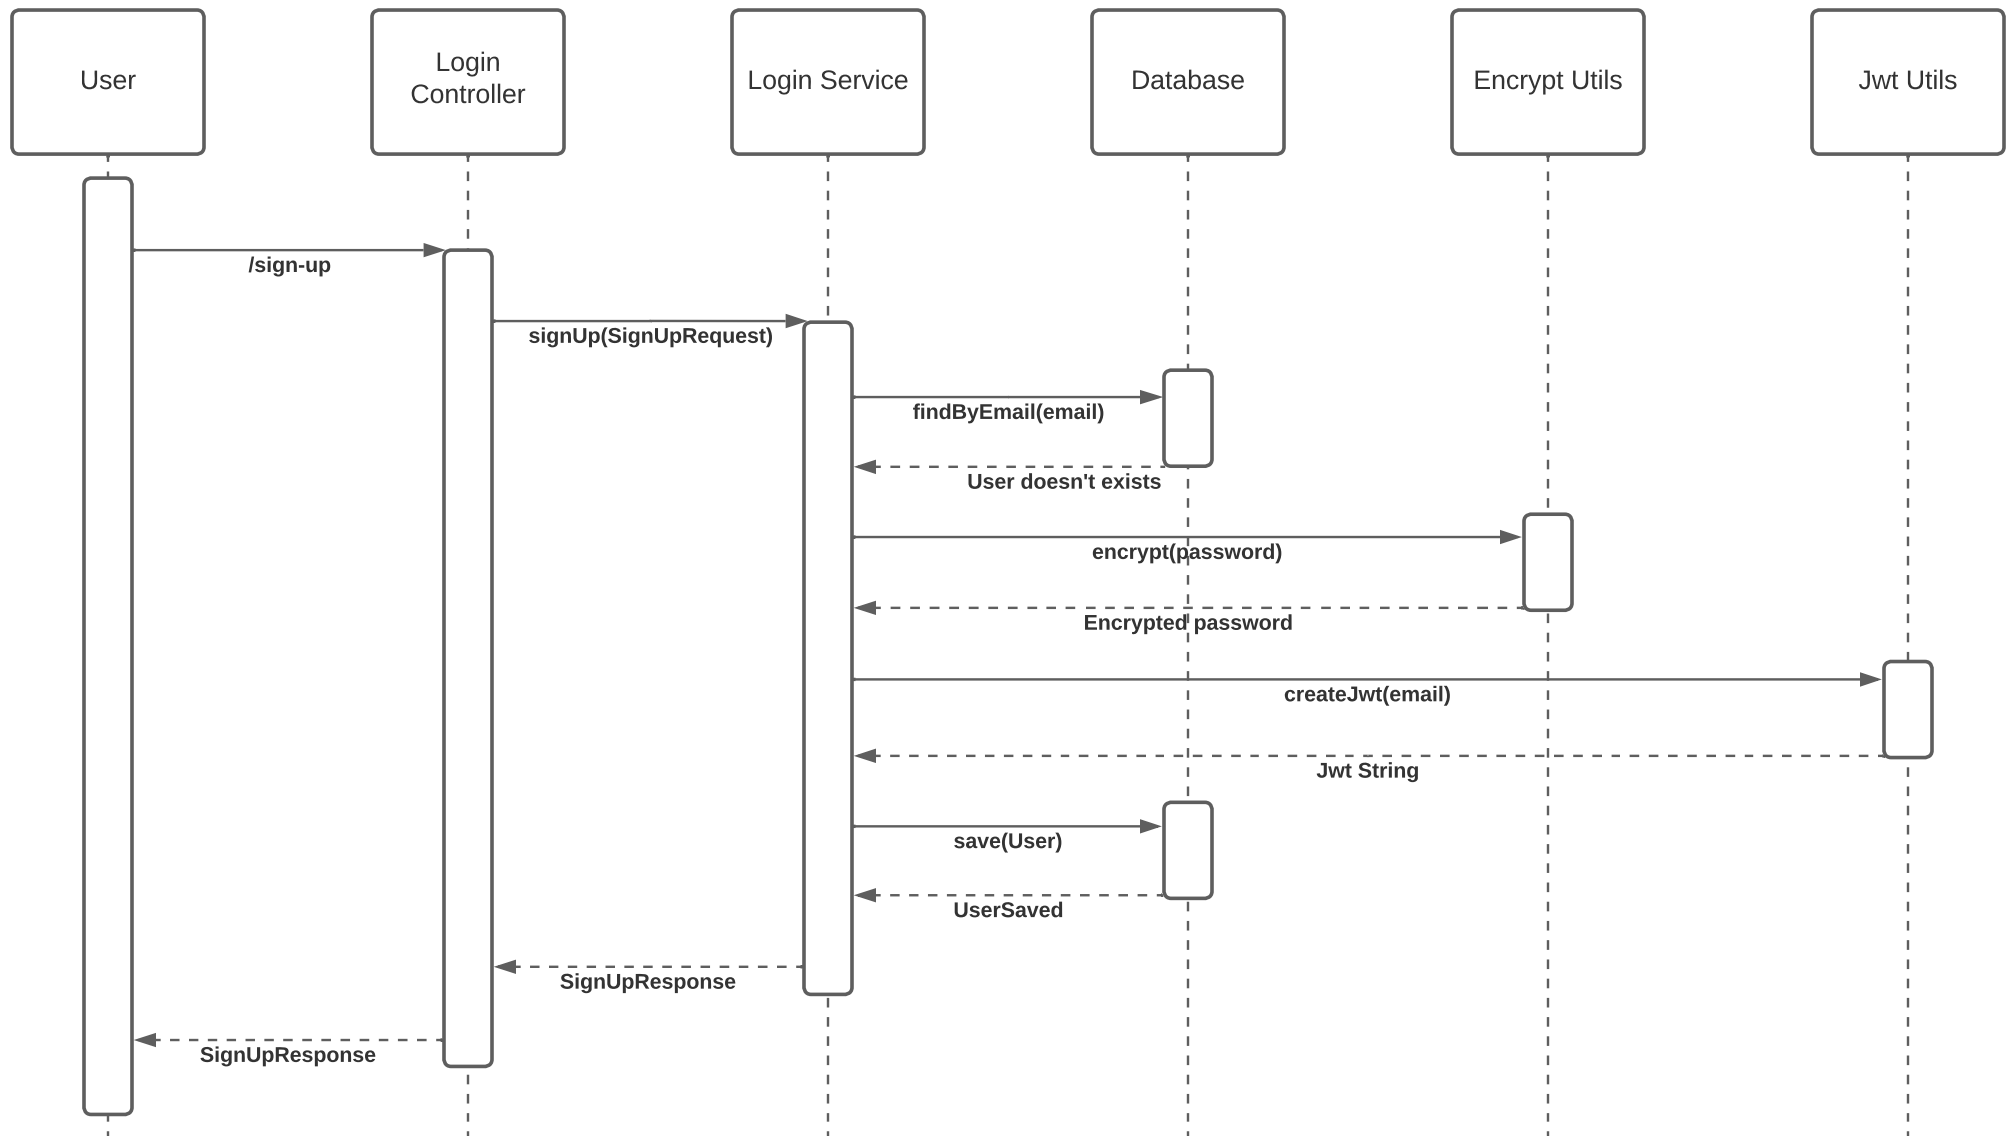 User
Login
Controller
Login Service
Database
Encrypt Utils
Jwt Utils
/sign-up
signUp(SignUpRequest)
findByEmail(email)
User doesn't exists
encrypt(password)
Encrypted password
createJwt(email)
Jwt String
save(User)
UserSaved
SignUpResponse
SignUpResponse